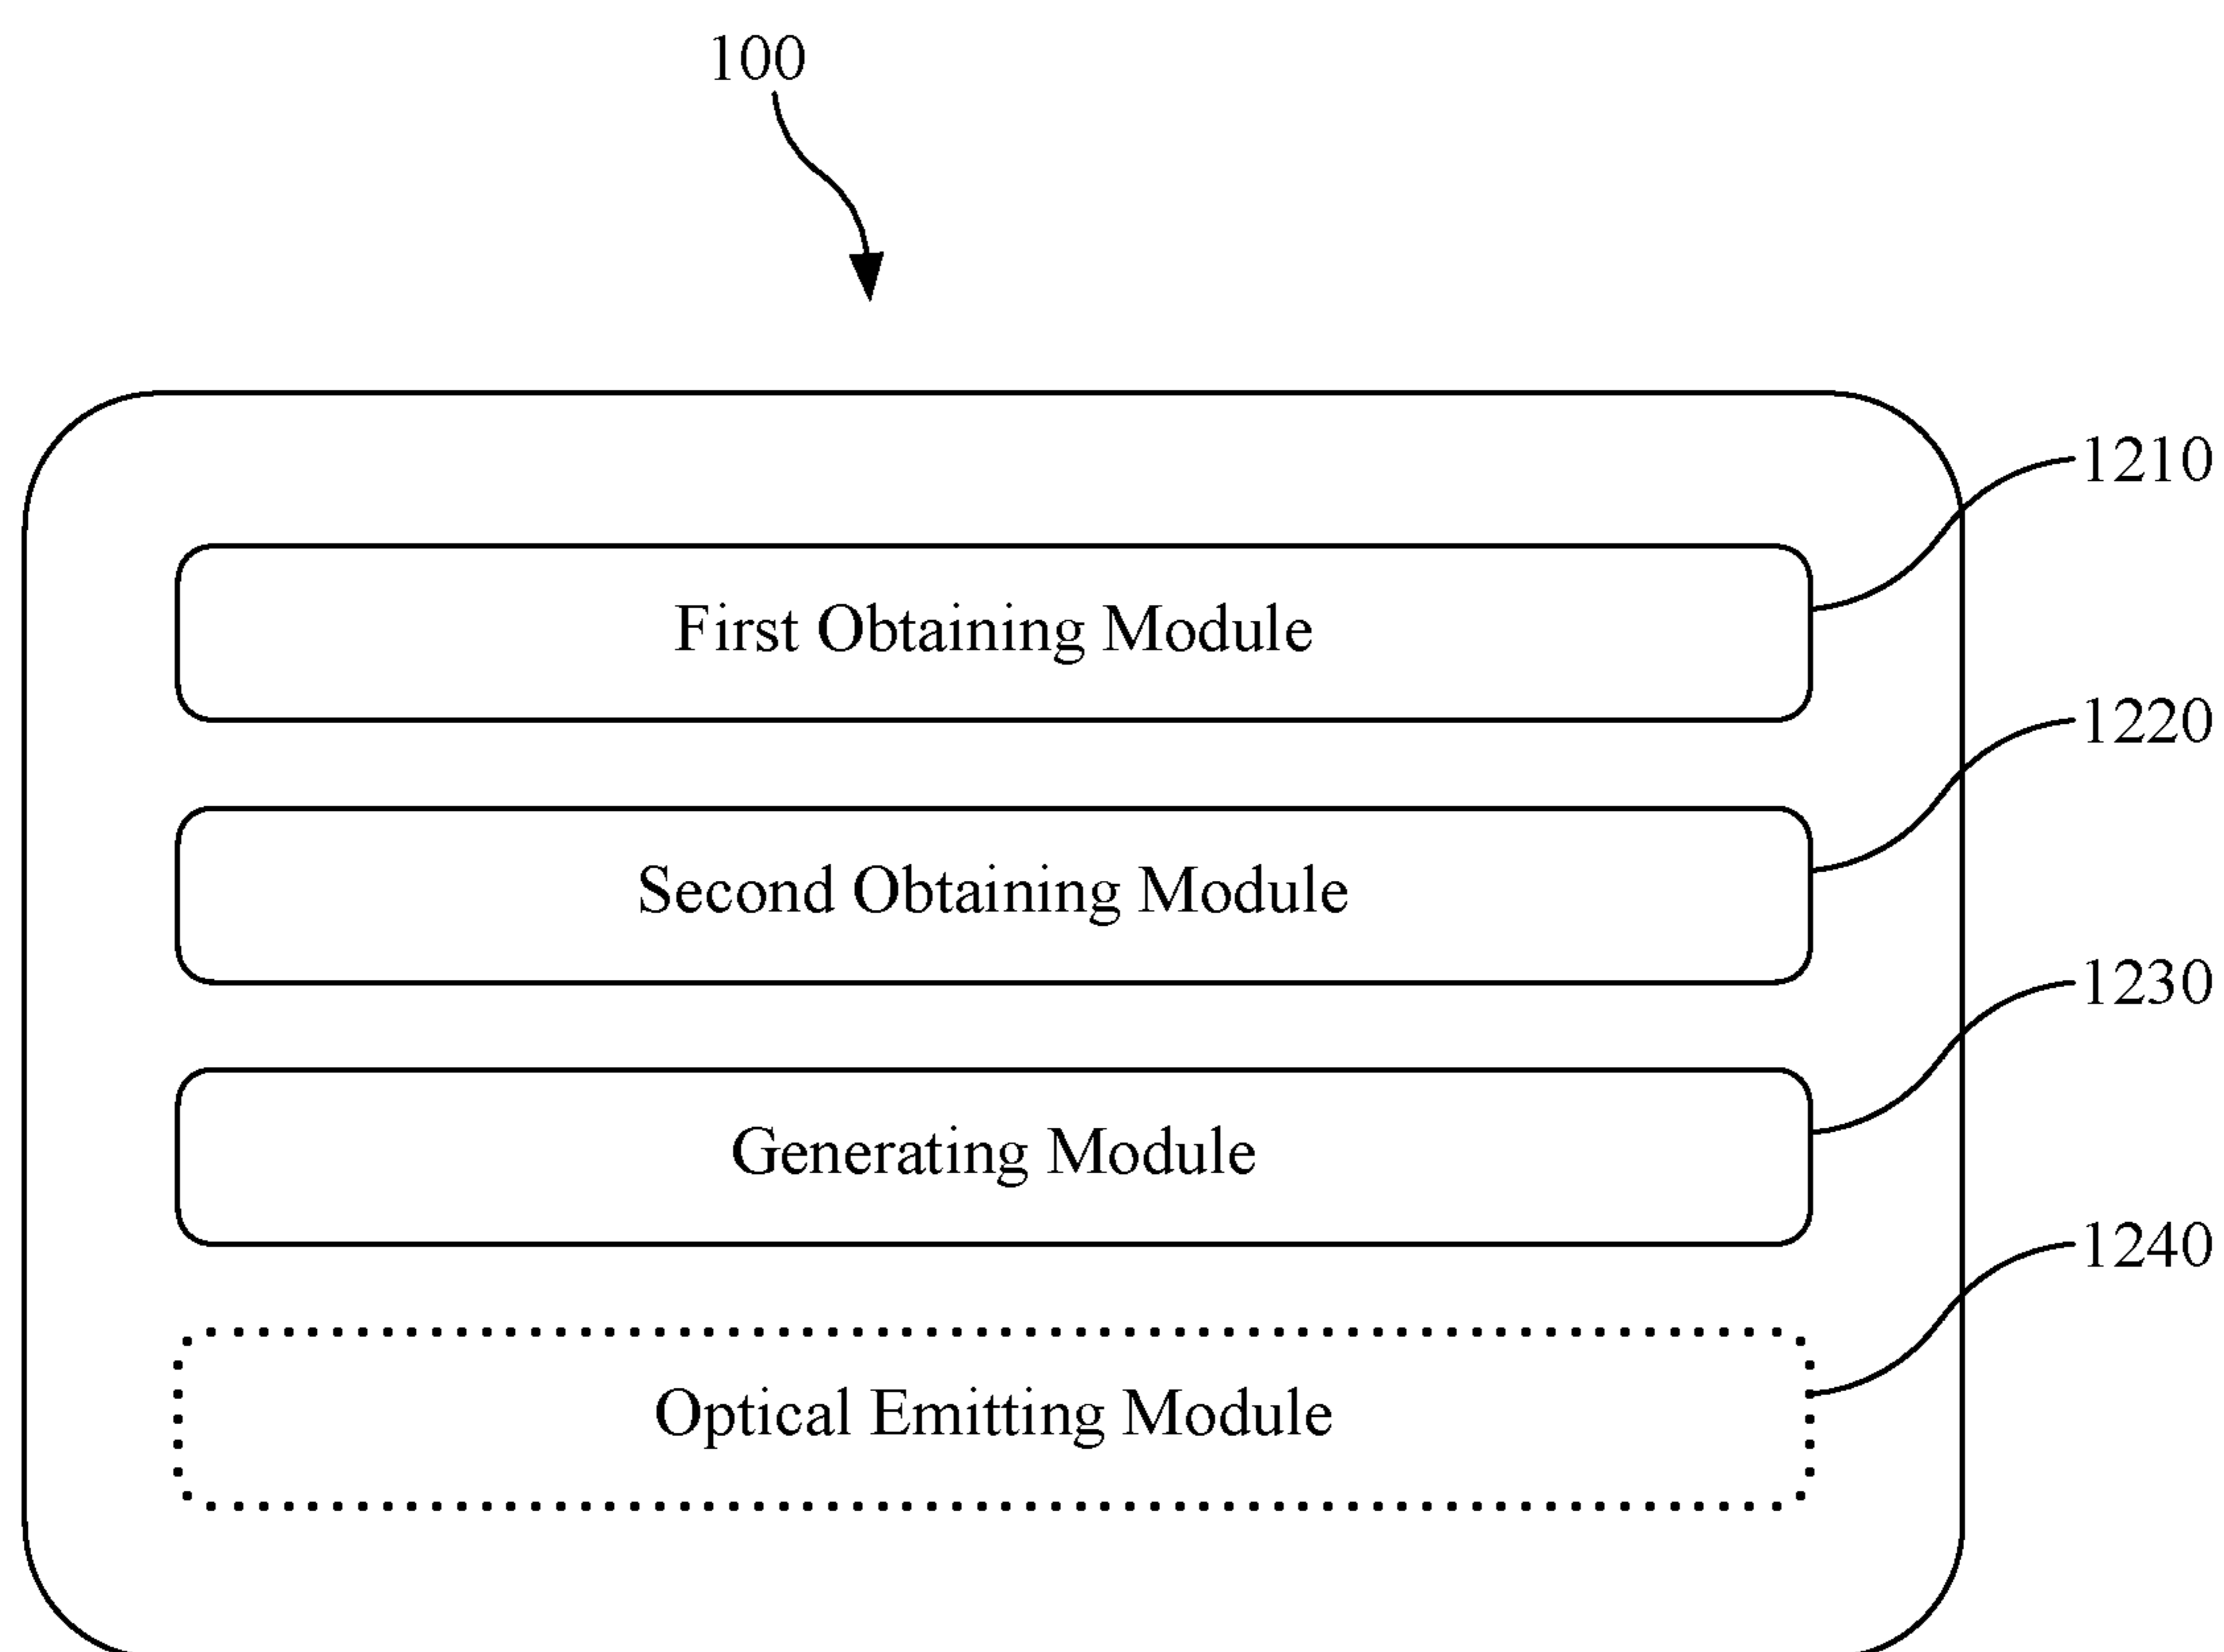 100
1210
First Obtaining Module
1220
Second Obtaining Module
1230
Generating Module
1240
Optical Emitting Module